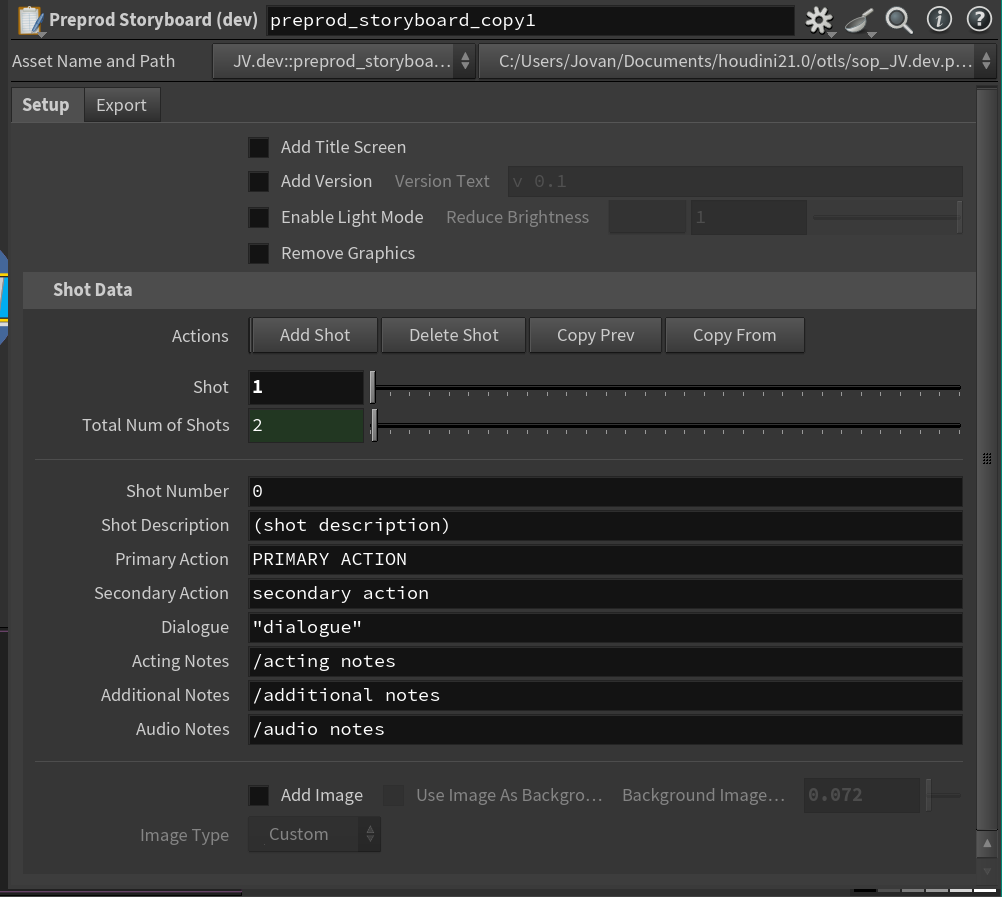 Preprod Storyboard (dev) preprod_storyboard_copy1
Asset Name and Path JV.dev::preprod_storyboa... C:/Users/Jovan/Documents/houdini21.0/otls/sop_JV.dev.p...
Setup Export
Add Title Screen
Add Version Version Text v 0.1
Enable Light Mode Reduce Brightness 1
Remove Graphics
Shot Data
Actions Add Shot Delete Shot Copy Prev Copy From
Shot 1
Total Num of Shots 2
Shot Number 0
Shot Description (shot description)
Primary Action PRIMARY ACTION
Secondary Action secondary action
Dialogue "dialogue"
Acting Notes /acting notes
Additional Notes /additional notes
Audio Notes /audio notes
Add Image Use Image As Backgro... Background Image... 0.072
Image Type Custom